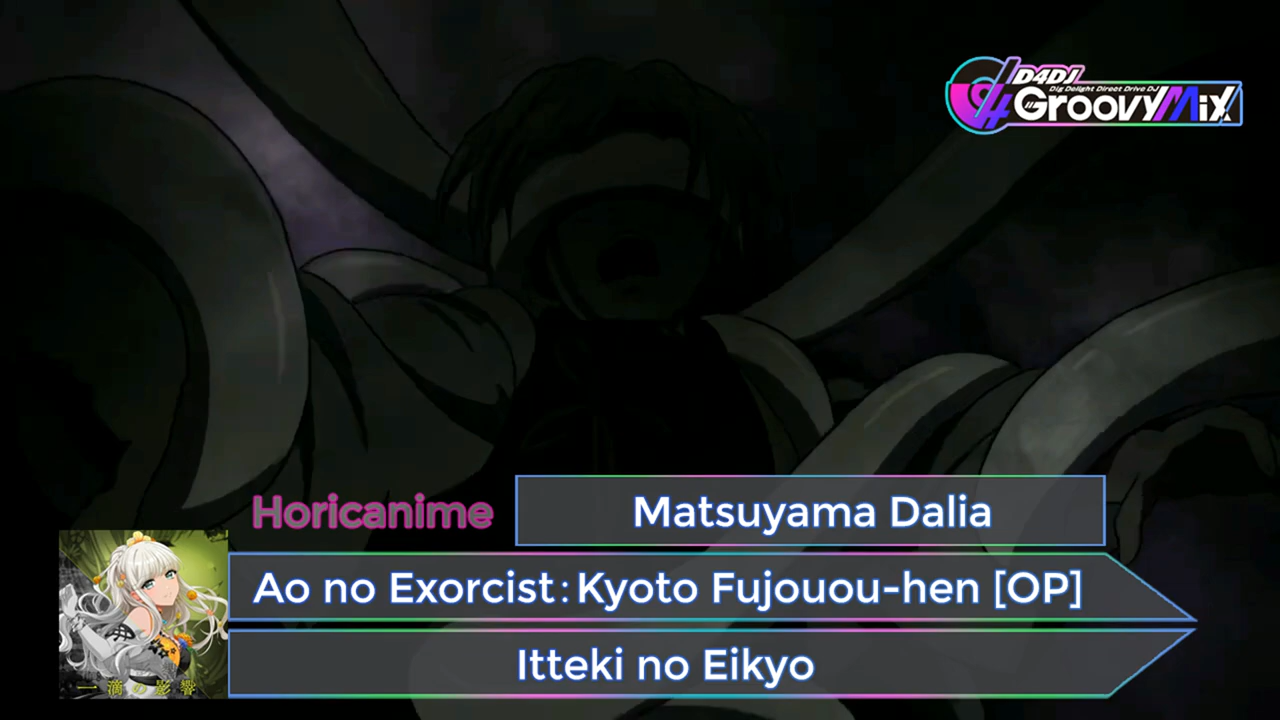 D4DJ
Dig Delight Direct Drive DJ
GroovyMiX
Horicanime
Matsuyama Dalia
Ao no Exorcist:Kyoto Fujouou-hen [OP]
Itteki no Eikyo
一滴の影響